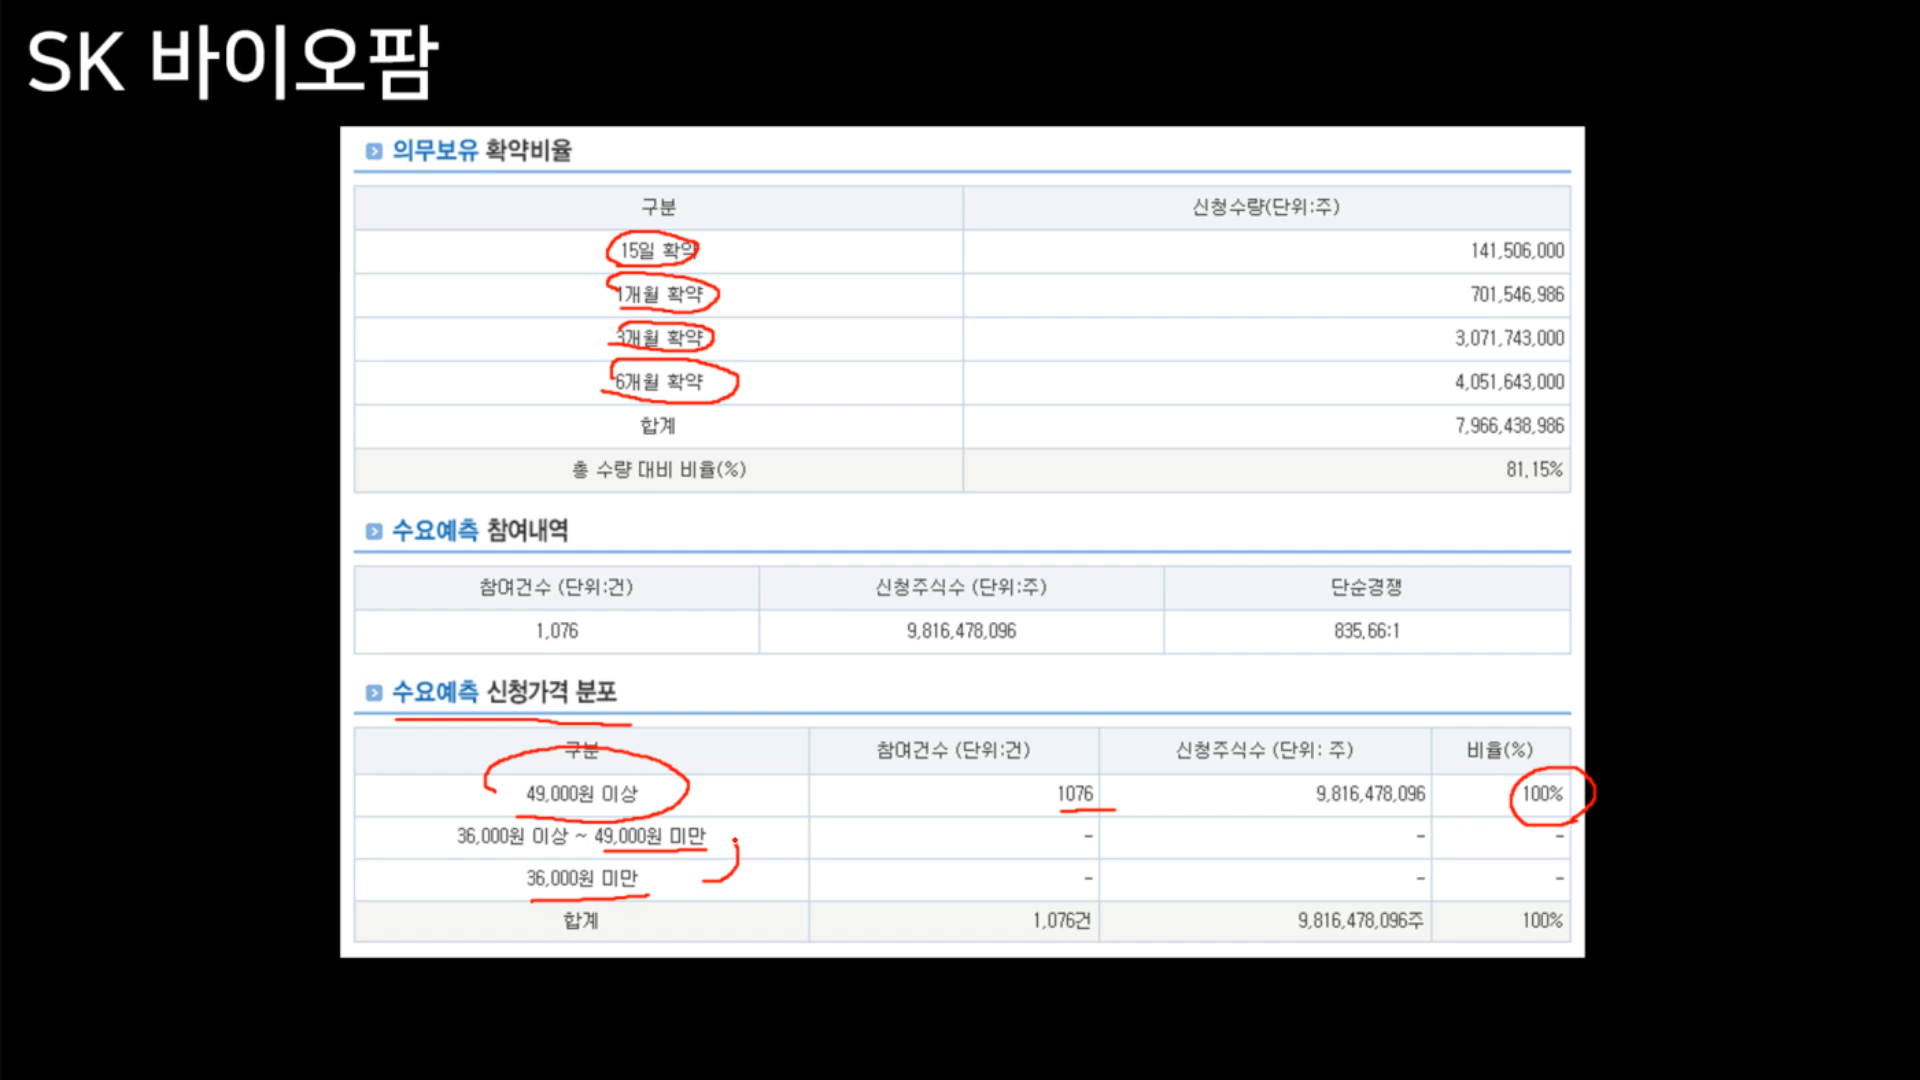 SK 바이오팜
의무보유 확약비율
구분 신청수량(단위:주)
15일 확약 141,506,000
1개월 확약 701,546,986
3개월 확약 3,071,743,000
6개월 확약 4,051,643,000
합계 7,966,438,986
총 수량 대비 비율(%) 81.15%
수요예측 참여내역
참여건수 (단위:건) 신청주식수 (단위:주) 단순경쟁
1,076 9,816,478,096 835.66:1
수요예측 신청가격 분포
구분 참여건수 (단위:건) 신청주식수 (단위: 주) 비율(%)
49,000원 이상 1076 9,816,478,096 100%
36,000원 이상 ~ 49,000원 미만 - - -
36,000원 미만 - - -
합계 1,076건 9,816,478,096주 100%